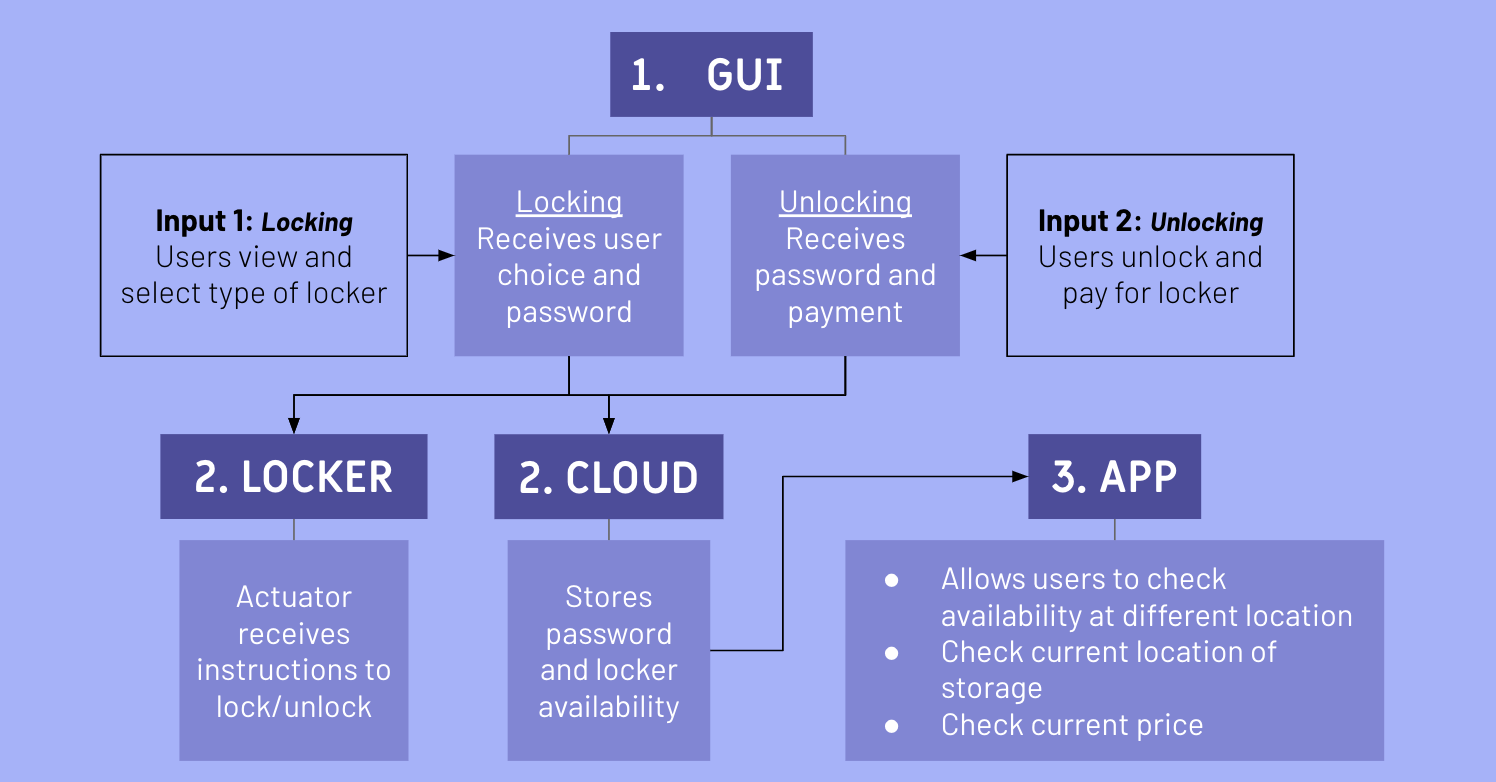 1. GUI
Input 1: Locking
Users view and
select type of locker
Locking
Receives user
choice and
password
Unlocking
Receives
password and
payment
Input 2: Unlocking
Users unlock and
pay for locker
2. LOCKER
2. CLOUD
3. APP
Actuator
receives
instructions to
lock/unlock
Stores
password
and locker
availability
● Allows users to check
availability at different location
● Check current location of
storage
● Check current price